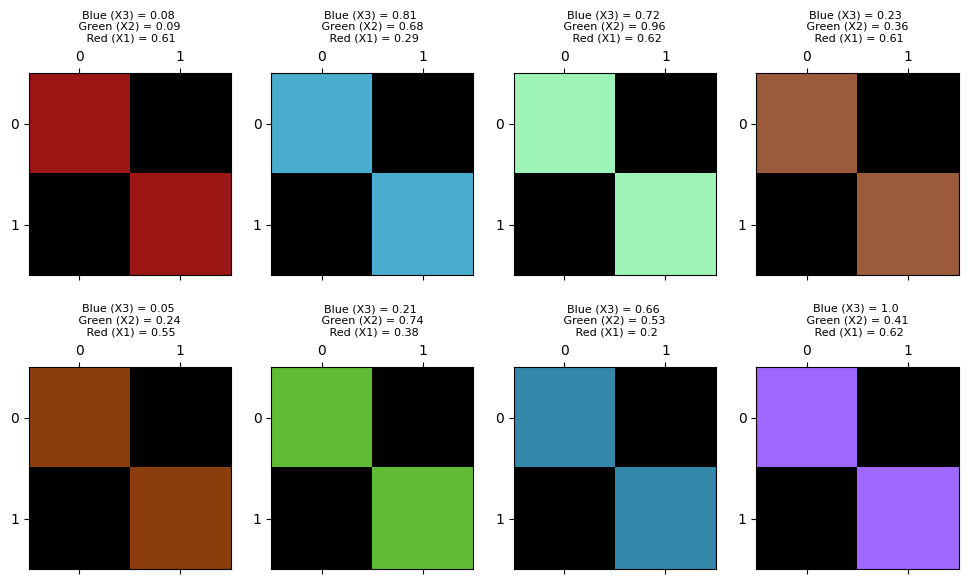 Blue (X3) = 0.08
Green (X2) = 0.09
Red (X1) = 0.61
0 1
0
1
Blue (X3) = 0.81
Green (X2) = 0.68
Red (X1) = 0.29
0 1
0
1
Blue (X3) = 0.72
Green (X2) = 0.96
Red (X1) = 0.62
0 1
0
1
Blue (X3) = 0.23
Green (X2) = 0.36
Red (X1) = 0.61
0 1
0
1
Blue (X3) = 0.05
Green (X2) = 0.24
Red (X1) = 0.55
0 1
0
1
Blue (X3) = 0.21
Green (X2) = 0.74
Red (X1) = 0.38
0 1
0
1
Blue (X3) = 0.66
Green (X2) = 0.53
Red (X1) = 0.2
0 1
0
1
Blue (X3) = 1.0
Green (X2) = 0.41
Red (X1) = 0.62
0 1
0
1